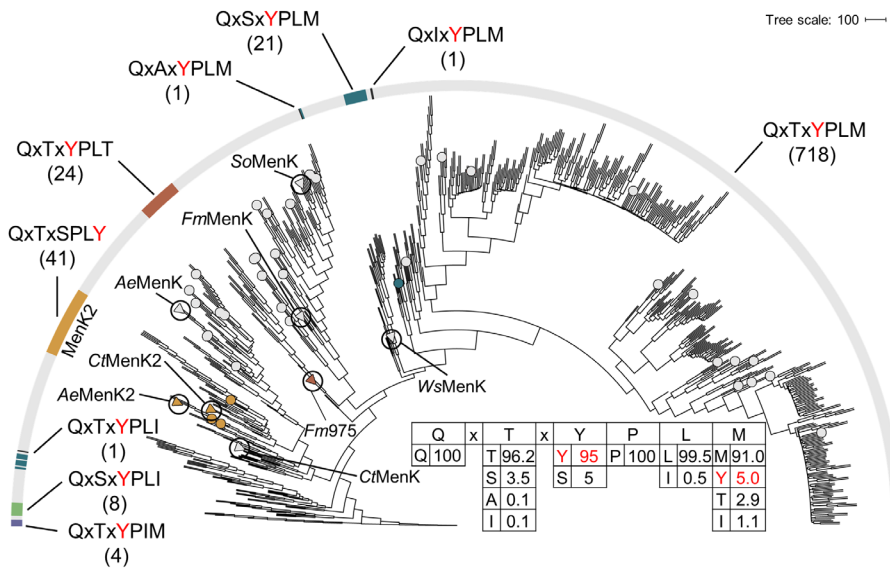 QxSxYPLM
(21)
Tree scale: 100
QxIxYPLM
(1)
QxAxYPLM
(1)
QxTxYPLM
(718)
QxTxYPLT
(24)
SoMenK
FmMenK
QxTxSPLY
(41)
AeMenK
MenK2
CtMenK2
AeMenK2
WsMenK
Fm975
CtMenK
QxTxYPLI
(1)
QxSxYPLI
(8)
QxTxYPIM
(4)
Q x T x Y P L M
Q 100 T 96.2 Y 95 P 100 L 99.5 M 91.0
S 3.5 S 5 I 0.5 Y 5.0
A 0.1 T 2.9
I 0.1 I 1.1